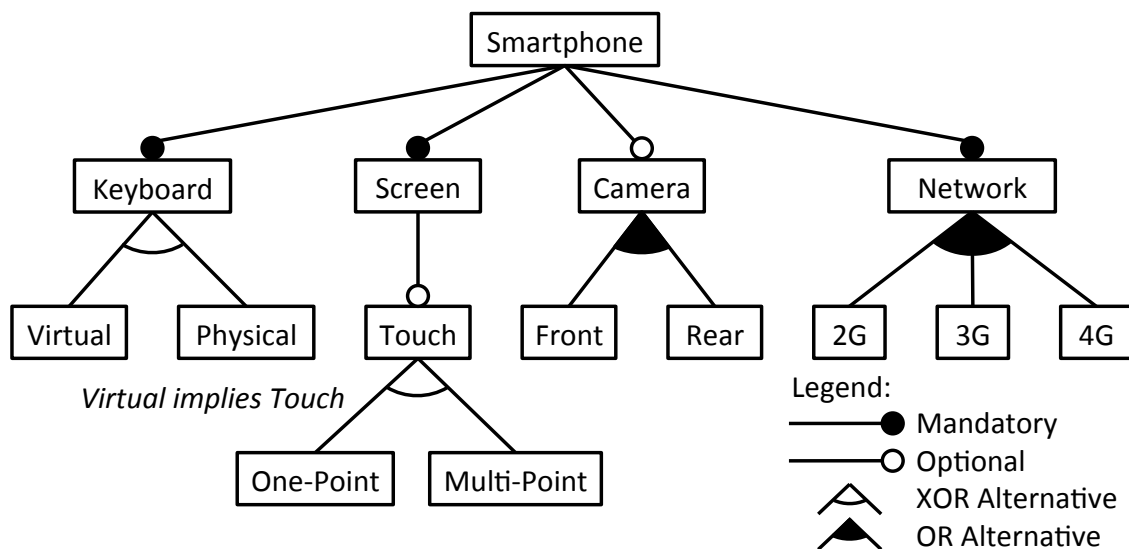 Smartphone
Keyboard
Screen
Camera
Network
Virtual
Physical
Touch
Front
Rear
2G
3G
4G
Virtual implies Touch
One-Point
Multi-Point
Legend:
Mandatory
Optional
XOR Alternative
OR Alternative